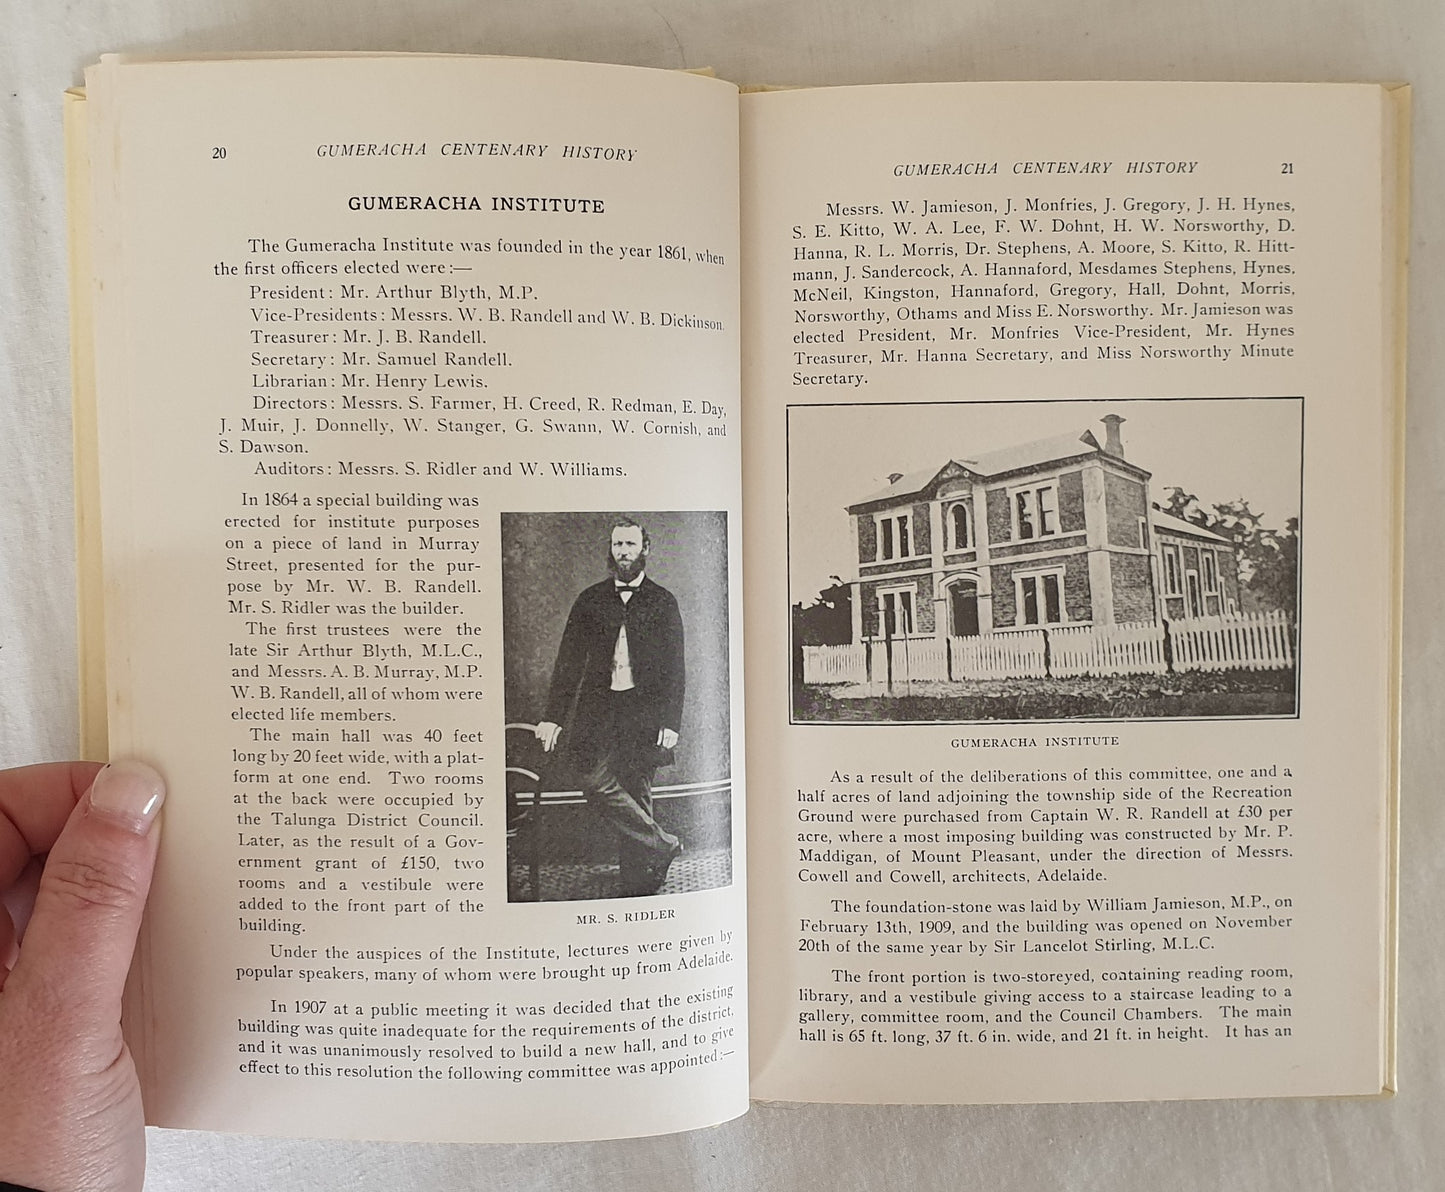 20 GUMERACHA CENTENARY HISTORY
GUMERACHA INSTITUTE
The Gumeracha Institute was founded in the year 1861, when
the first officers elected were:—
President: Mr. Arthur Blyth, M.P.
Vice-Presidents: Messrs. W. B. Randell and W. B. Dickinson.
Treasurer: Mr. J. B. Randell.
Secretary: Mr. Samuel Randell.
Librarian: Mr. Henry Lewis.
Directors: Messrs. S. Farmer, H. Creed, R. Redman, E. Day,
J. Muir, J. Donnelly, W. Stanger, G. Swann, W. Cornish, and
S. Dawson.
Auditors: Messrs. S. Ridler and W. Williams.
In 1864 a special building was
erected for institute purposes
on a piece of land in Murray
Street, presented for the pur-
pose by Mr. W. B. Randell.
Mr. S. Ridler was the builder.
The first trustees were the
late Sir Arthur Blyth, M.L.C.,
and Messrs. A. B. Murray, M.P.
W. B. Randell, all of whom were
elected life members.
The main hall was 40 feet
long by 20 feet wide, with a plat-
form at one end. Two rooms
at the back were occupied by
the Talunga District Council.
Later, as the result of a Gov-
ernment grant of £150, two
rooms and a vestibule were
added to the front part of the
building.
MR. S. RIDLER
Under the auspices of the Institute, lectures were given by
popular speakers, many of whom were brought up from Adelaide.
In 1907 at a public meeting it was decided that the existing
building was quite inadequate for the requirements of the district,
and it was unanimously resolved to build a new hall, and to give
effect to this resolution the following committee was appointed:—
GUMERACHA CENTENARY HISTORY 21
Messrs. W. Jamieson, J. Monfries, J. Gregory, J. H. Hynes,
S. E. Kitto, W. A. Lee, F. W. Dohnt, H. W. Norsworthy, D.
Hanna, R. L. Morris, Dr. Stephens, A. Moore, S. Kitto, R. Hitt-
mann, J. Sandercock, A. Hannaford, Mesdames Stephens, Hynes,
McNeil, Kingston, Hannaford, Gregory, Hall, Dohnt, Morris,
Norsworthy, Othams and Miss E. Norsworthy. Mr. Jamieson was
elected President, Mr. Monfries Vice-President, Mr. Hynes
Treasurer, Mr. Hanna Secretary, and Miss Norsworthy Minute
Secretary.
GUMERACHA INSTITUTE
As a result of the deliberations of this committee, one and a
half acres of land adjoining the township side of the Recreation
Ground were purchased from Captain W. R. Randell at £30 per
acre, where a most imposing building was constructed by Mr. P.
Maddigan, of Mount Pleasant, under the direction of Messrs.
Cowell and Cowell, architects, Adelaide.
The foundation-stone was laid by William Jamieson, M.P., on
February 13th, 1909, and the building was opened on November
20th of the same year by Sir Lancelot Stirling, M.L.C.
The front portion is two-storeyed, containing reading room,
library, and a vestibule giving access to a staircase leading to a
gallery, committee room, and the Council Chambers. The main
hall is 65 ft. long, 37 ft. 6 in. wide, and 21 ft. in height. It has an